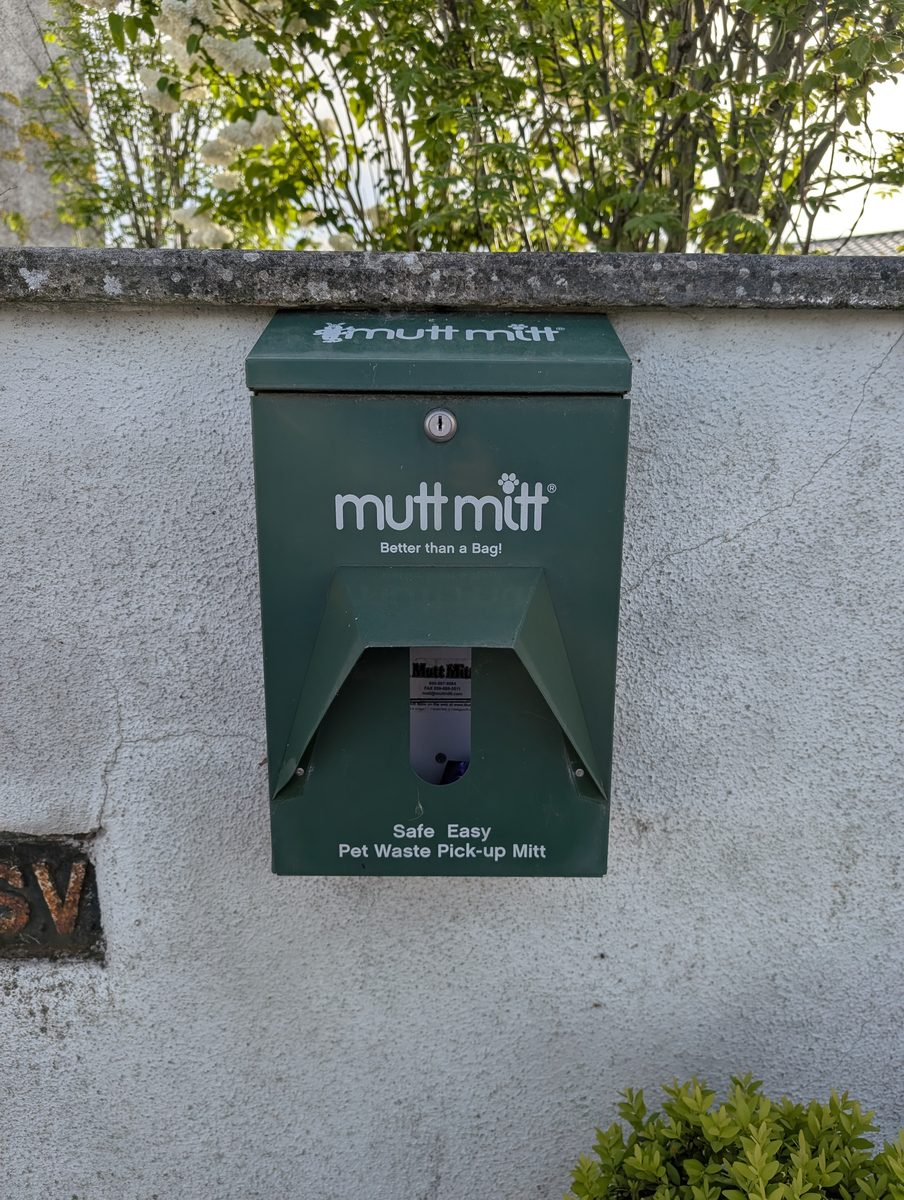 mutt mitt®
mutt mitt®
Better than a Bag!
Mutt Mitt
Safe Easy
Pet Waste Pick-up Mitt
SV